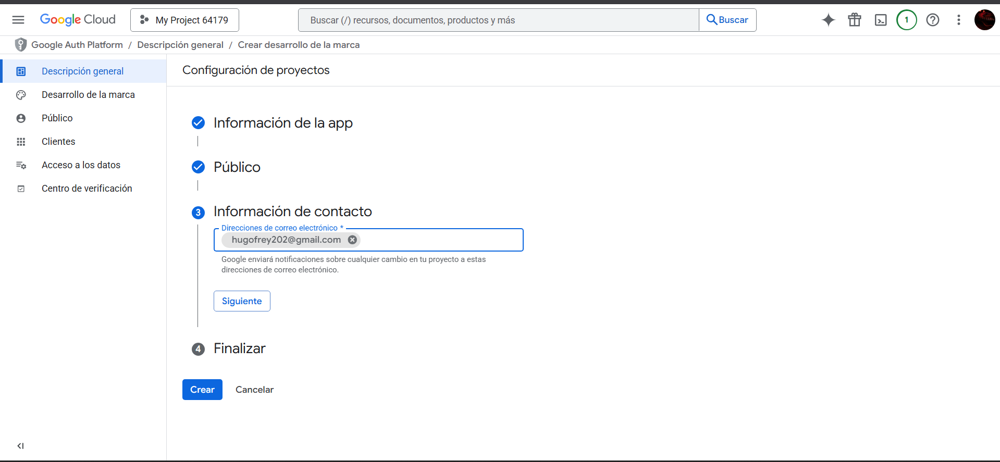 Google Cloud
My Project 64179
Buscar (/) recursos, documentos, productos y más
Buscar
1
Google Auth Platform / Descripción general / Crear desarrollo de la marca
Descripción general
Desarrollo de la marca
Público
Clientes
Acceso a los datos
Centro de verificación
Configuración de proyectos
Información de la app
Público
3 Información de contacto
Direcciones de correo electrónico *
hugofrey202@gmail.com
Google enviará notificaciones sobre cualquier cambio en tu proyecto a estas
direcciones de correo electrónico.
Siguiente
4 Finalizar
Crear
Cancelar